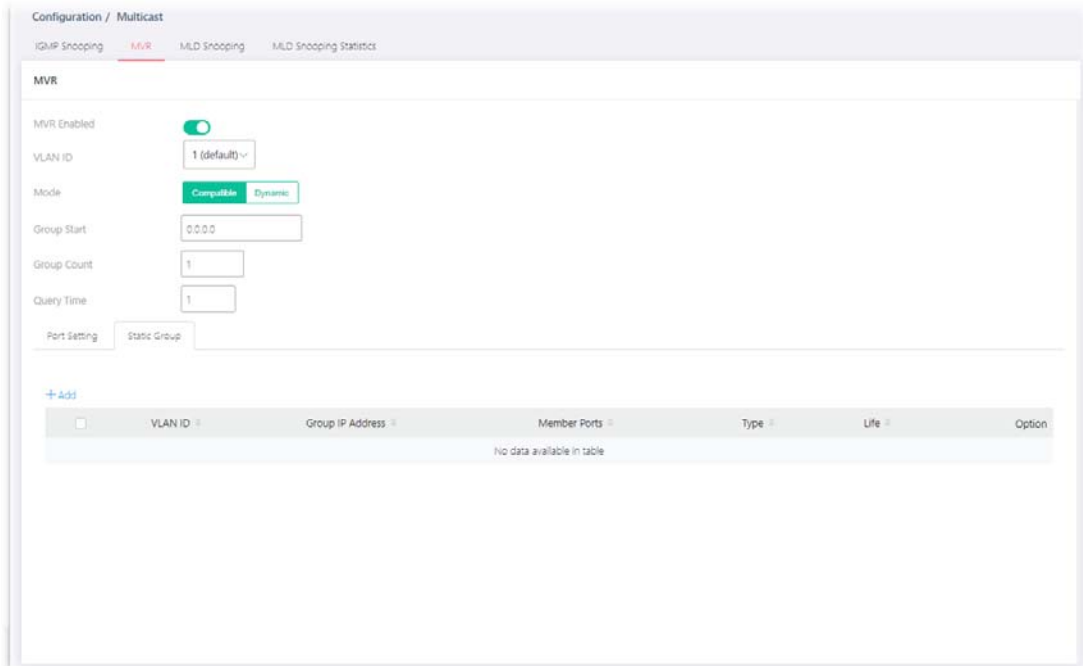 Configuration / Multicast
IGMP Snooping MVR MLD Snooping MLD Snooping Statistics
MVR
MVR Enabled
VLAN ID 1 (default)
Mode Compatible Dynamic
Group Start 0.0.0.0
Group Count 1
Query Time 1
Port Setting Static Group
+ Add
VLAN ID Group IP Address Member Ports Type Life Option
No data available in table